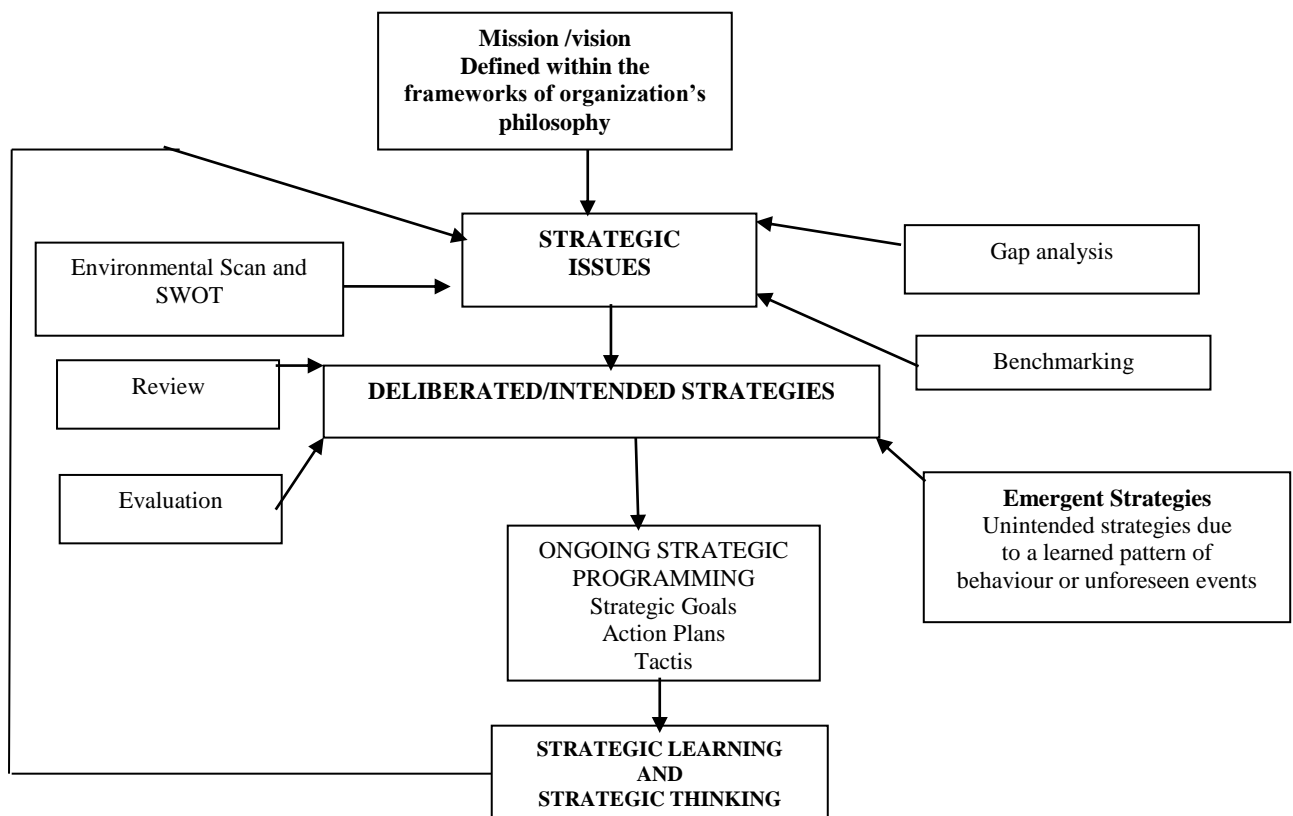 Mission /vision
Defined within the
frameworks of organization's
philosophy
STRATEGIC
ISSUES
Gap analysis
Environmental Scan and
SWOT
Benchmarking
Review
DELIBERATED/INTENDED STRATEGIES
Evaluation
Emergent Strategies
Unintended strategies due
to a learned pattern of
behaviour or unforeseen events
ONGOING STRATEGIC
PROGRAMMING
Strategic Goals
Action Plans
Tactis
STRATEGIC LEARNING
AND
STRATEGIC THINKING